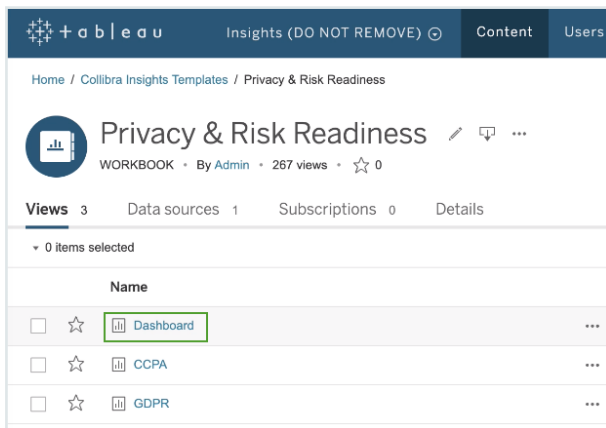 + a b | e a u Insights (DO NOT REMOVE) Content Users
Home / Collibra Insights Templates / Privacy & Risk Readiness
Privacy & Risk Readiness
WORKBOOK • By Admin • 267 views • 0
Views 3 Data sources 1 Subscriptions 0 Details
0 items selected
Name
Dashboard
CCPA
GDPR